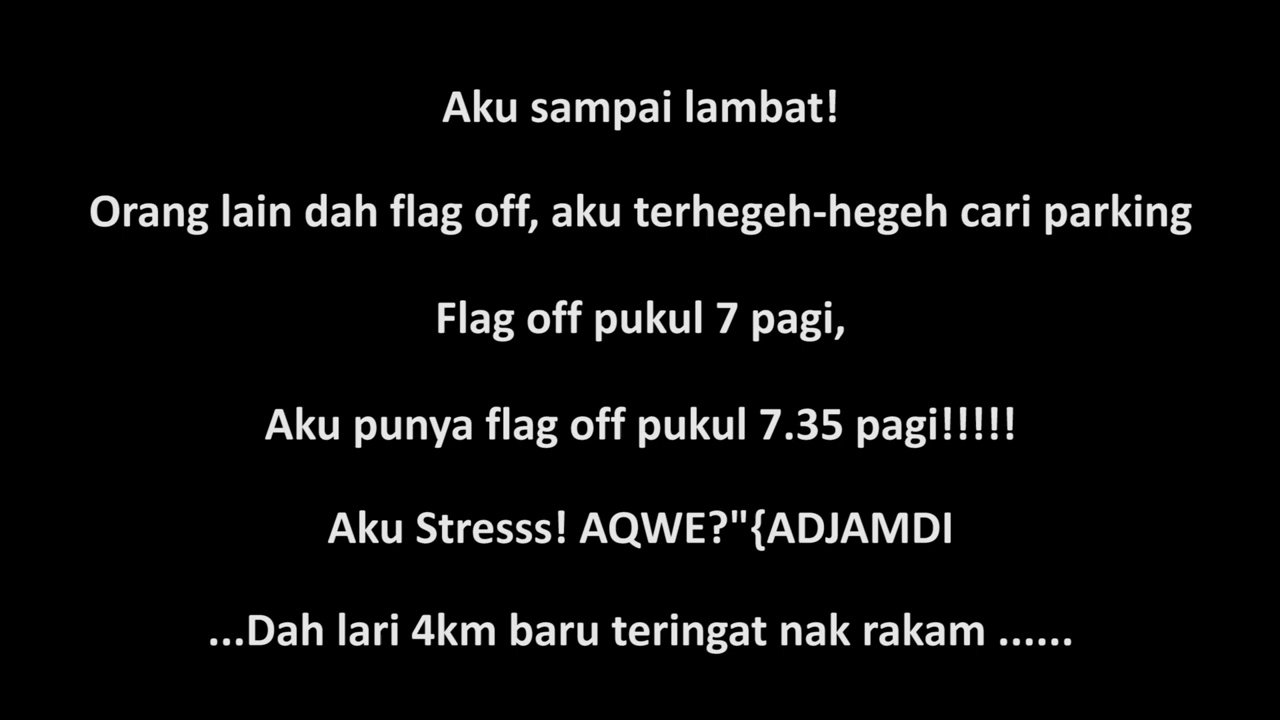 Aku sampai lambat!
Orang lain dah flag off, aku terhegeh-hegeh cari parking
Flag off pukul 7 pagi,
Aku punya flag off pukul 7.35 pagi!!!!!
Aku Stresss! AQWE?"{ADJAMDI
...Dah lari 4km baru teringat nak rakam ......